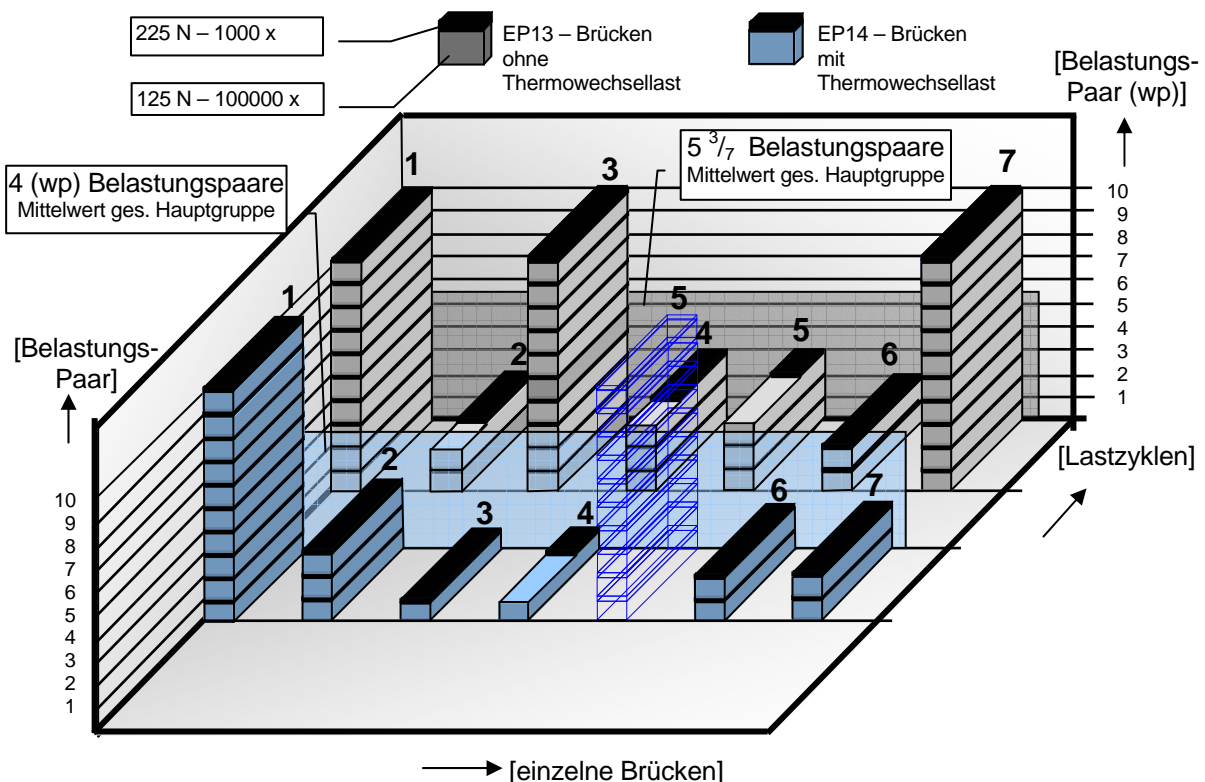 225 N – 1000 x
125 N – 100000 x
EP13 – Brücken
ohne
Thermowechsellast
EP14 – Brücken
mit
Thermowechsellast
[Belastungs-
Paar (wp)]
5 3/7 Belastungspaare
Mittelwert ges. Hauptgruppe
4 (wp) Belastungspaare
Mittelwert ges. Hauptgruppe
1
2
3
4
5
6
7
10
9
8
7
6
5
4
3
2
1
[Belastungs-
Paar]
1
2
3
4
5
6
7
10
9
8
7
6
5
4
3
2
1
[Lastzyklen]
[einzelne Brücken]